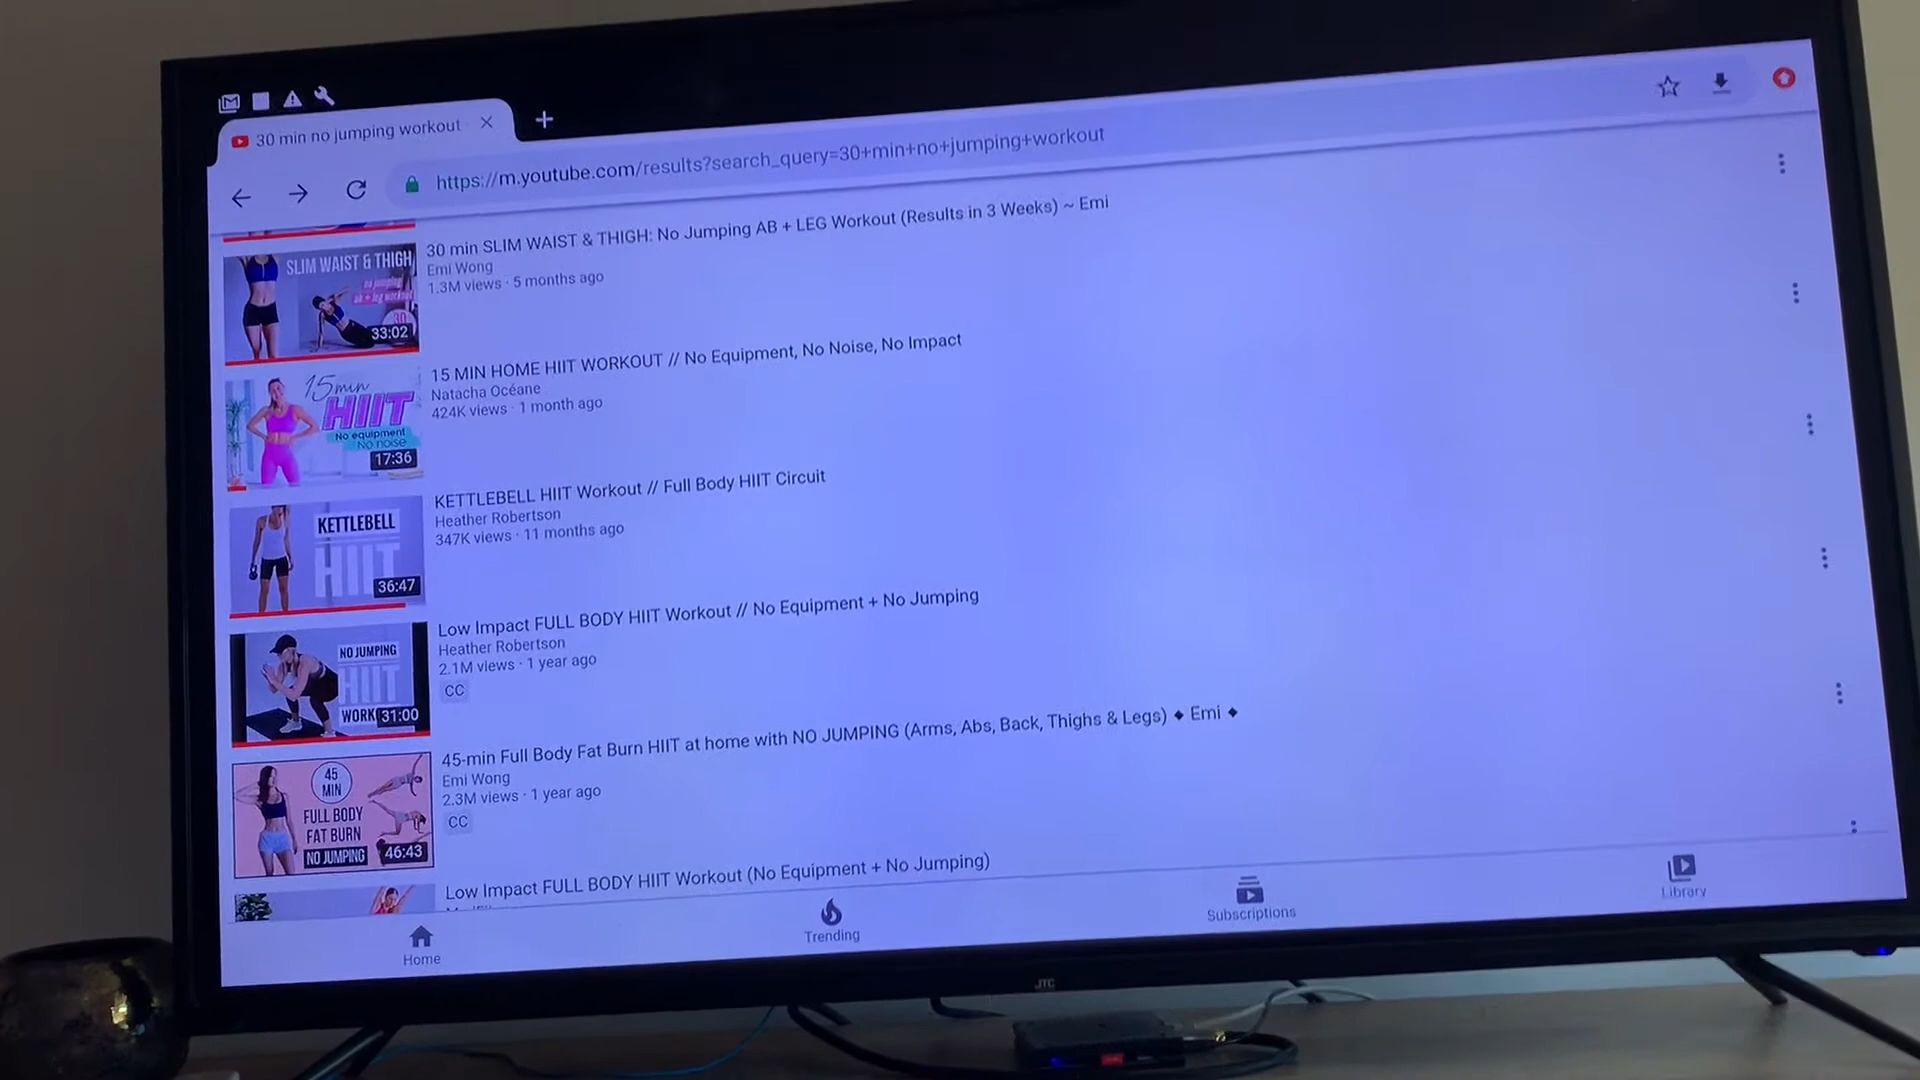 30 min no jumping workout
https://m.youtube.com/results?search_query=30+min+no+jumping+workout
30 min SLIM WAIST & THIGH: No Jumping AB + LEG Workout (Results in 3 Weeks) ~ Emi
Emi Wong
1.3M views · 5 months ago
SLIM WAIST & THIGH
no jumping
ab + leg workout
30
33:02
15 MIN HOME HIIT WORKOUT // No Equipment, No Noise, No Impact
Natacha Océane
424K views · 1 month ago
15min
HIIT
No equipment
No noise
17:36
KETTLEBELL HIIT Workout // Full Body HIIT Circuit
Heather Robertson
347K views · 11 months ago
KETTLEBELL
HIIT
36:47
Low Impact FULL BODY HIIT Workout // No Equipment + No Jumping
Heather Robertson
2.1M views · 1 year ago
CC
NO JUMPING
HIIT
31:00
45-min Full Body Fat Burn HIIT at home with NO JUMPING (Arms, Abs, Back, Thighs & Legs) ◆ Emi ◆
Emi Wong
2.3M views · 1 year ago
CC
45
MIN
FULL BODY
FAT BURN
NO JUMPING
46:43
Low Impact FULL BODY HIIT Workout (No Equipment + No Jumping)
Home
Trending
Subscriptions
Library
JTC